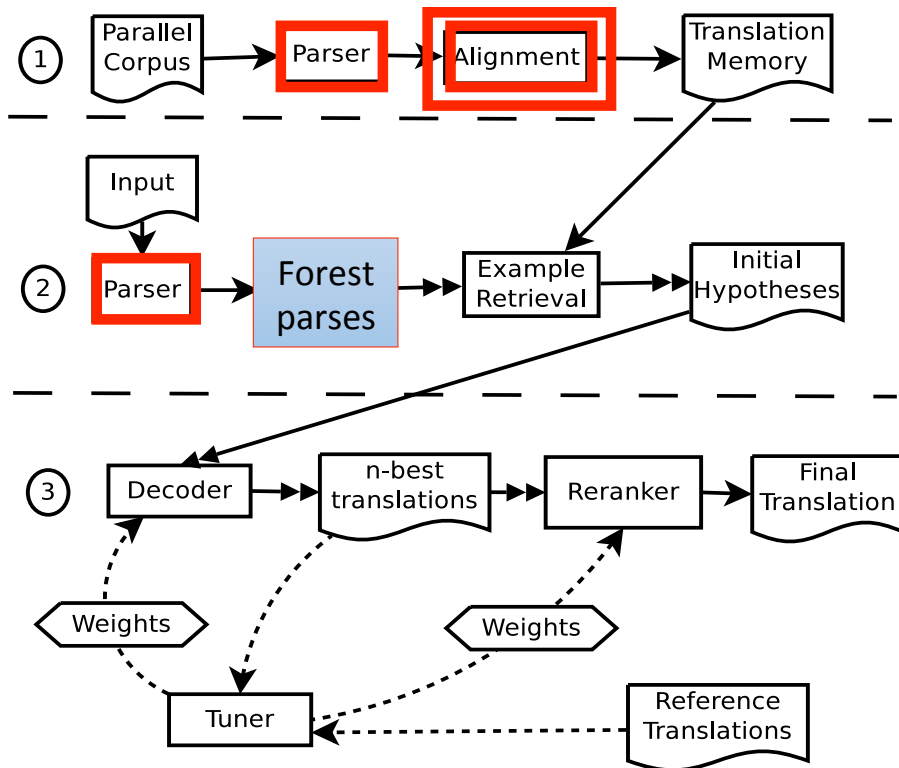 1
Parallel
Corpus
Parser
Alignment
Translation
Memory
Input
2
Parser
Forest
parses
Example
Retrieval
Initial
Hypotheses
3
Decoder
n-best
translations
Reranker
Final
Translation
Weights
Weights
Tuner
Reference
Translations